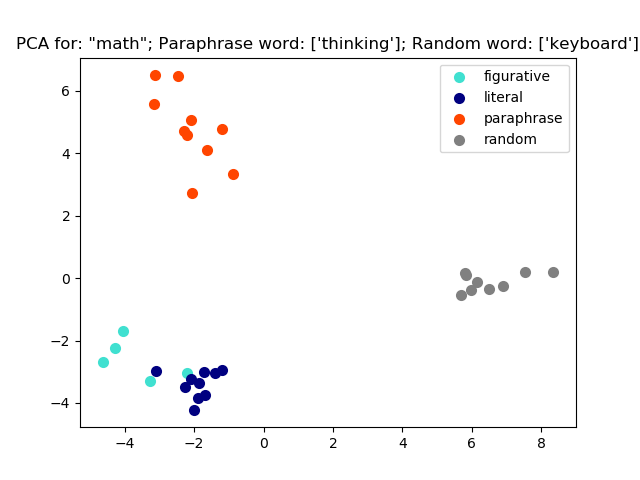 PCA for: "math"; Paraphrase word: ['thinking']; Random word: ['keyboard']
figurative
literal
paraphrase
random
6
4
2
0
−2
−4
−4
−2
0
2
4
6
8